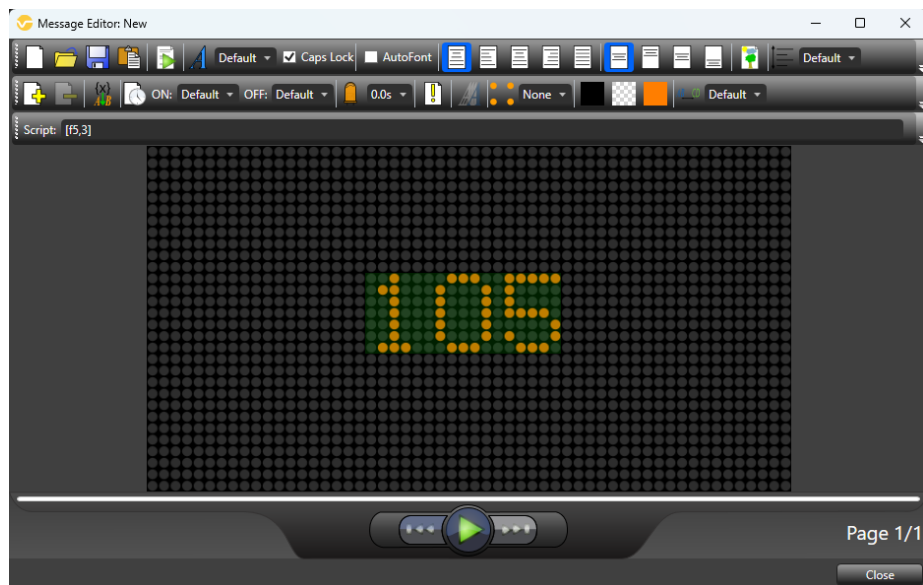 Message Editor: New
Default Caps Lock AutoFont Default
ON: Default OFF: Default 0.0s None Default
Script: [f5,3]
105
Page 1/1
Close